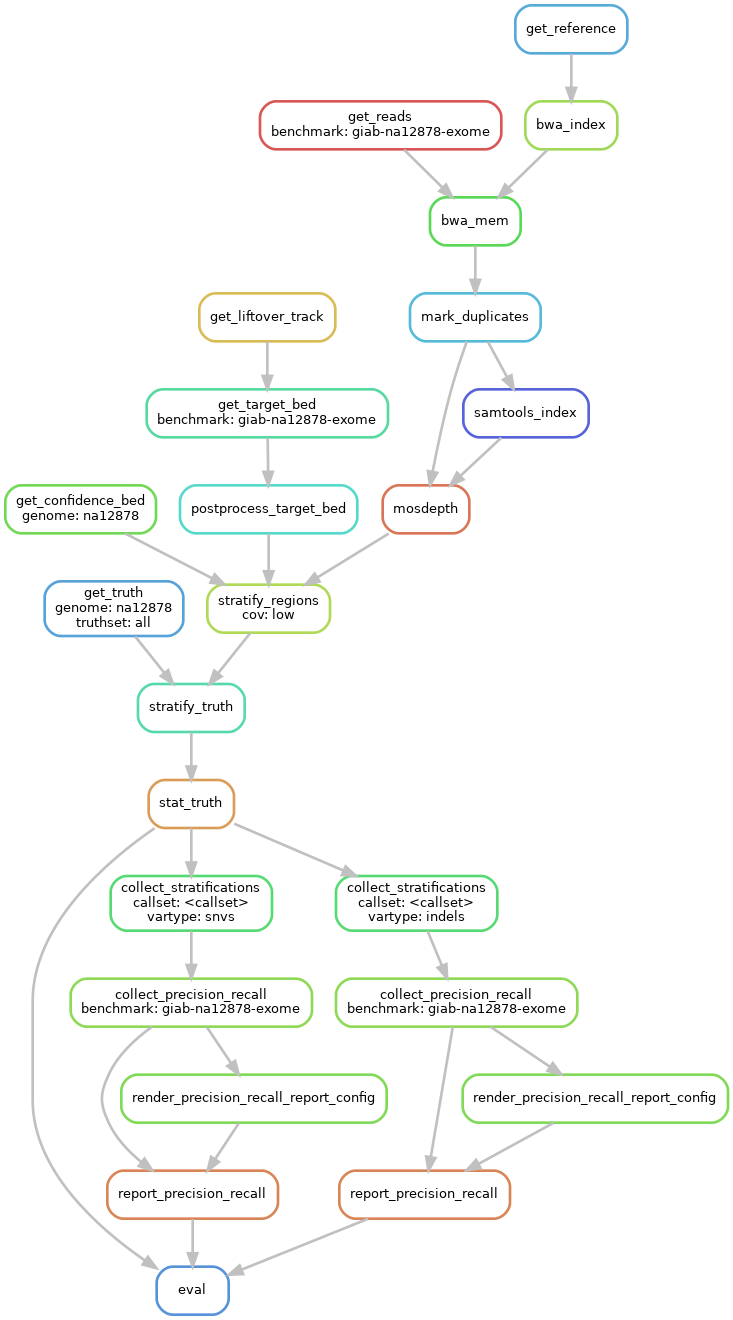 get_reference
get_reads
benchmark: giab-na12878-exome
bwa_index
bwa_mem
get_liftover_track
mark_duplicates
get_target_bed
benchmark: giab-na12878-exome
samtools_index
get_confidence_bed
genome: na12878
postprocess_target_bed
mosdepth
get_truth
genome: na12878
truthset: all
stratify_regions
cov: low
stratify_truth
stat_truth
collect_stratifications
callset: <callset>
vartype: snvs
collect_stratifications
callset: <callset>
vartype: indels
collect_precision_recall
benchmark: giab-na12878-exome
collect_precision_recall
benchmark: giab-na12878-exome
render_precision_recall_report_config
render_precision_recall_report_config
report_precision_recall
report_precision_recall
eval